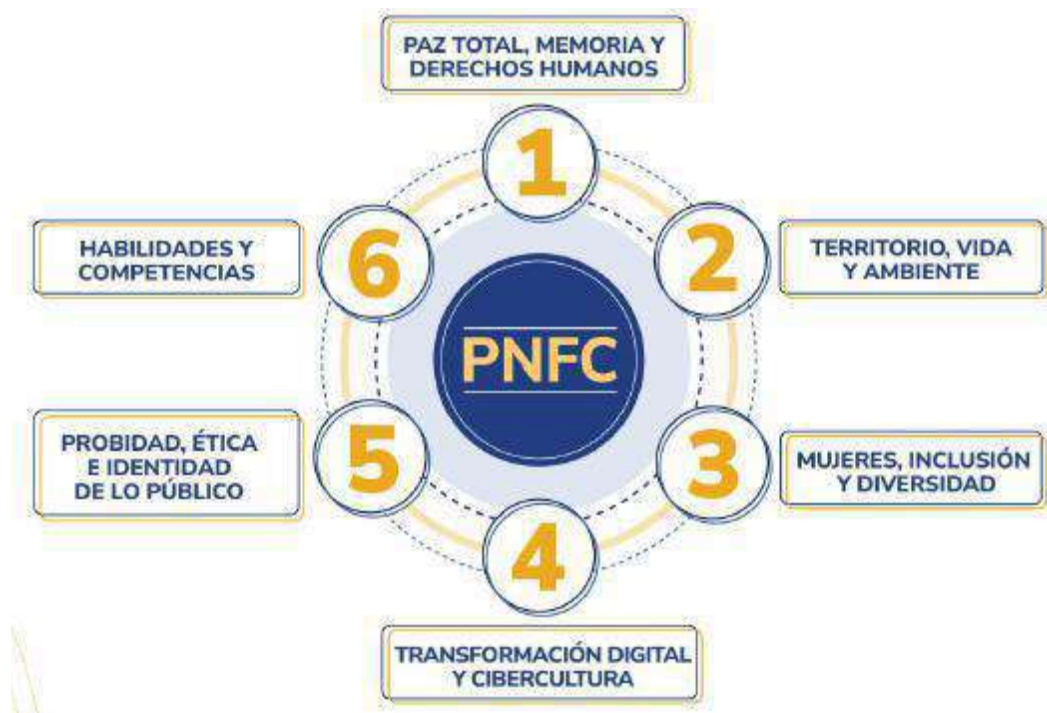 PAZ TOTAL, MEMORIA Y
DERECHOS HUMANOS
1
2
TERRITORIO, VIDA
Y AMBIENTE
3
MUJERES, INCLUSIÓN
Y DIVERSIDAD
4
TRANSFORMACIÓN DIGITAL
Y CIBERCULTURA
5
PROBIDAD, ÉTICA
E IDENTIDAD
DE LO PÚBLICO
6
HABILIDADES Y
COMPETENCIAS
PNFC